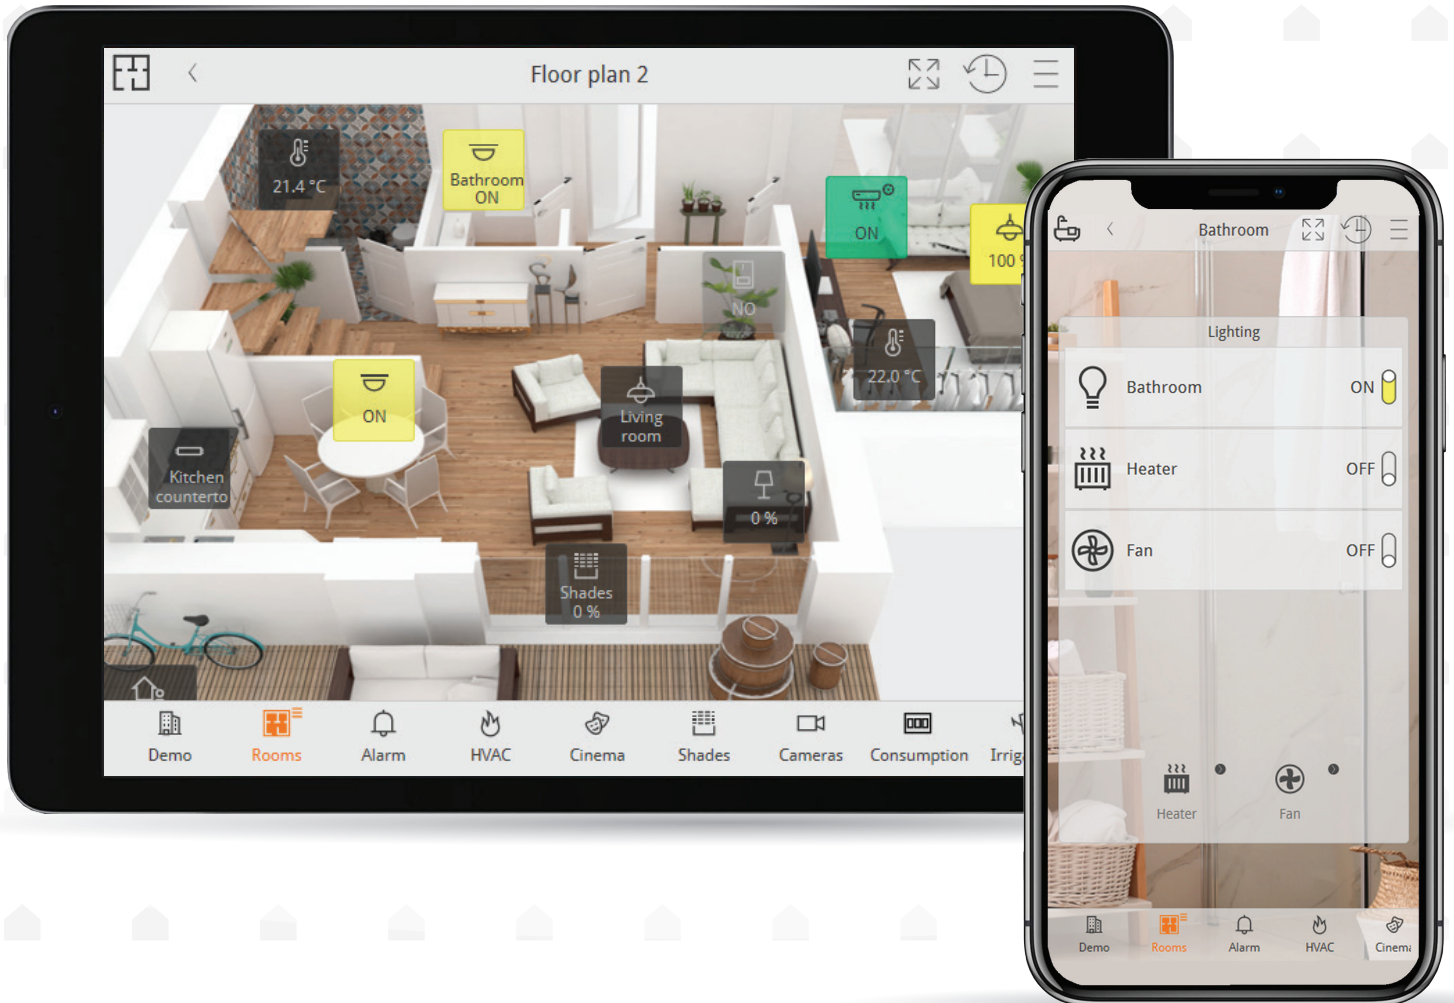 Floor plan 2
21.4 °C
Bathroom
ON
ON
100 %
NO
22.0 °C
ON
Living
room
Kitchen
counterto
0 %
Shades
0 %
Demo
Rooms
Alarm
HVAC
Cinema
Shades
Cameras
Consumption
Irriga
Bathroom
Lighting
Bathroom
ON
Heater
OFF
Fan
OFF
Heater
Fan
Demo
Rooms
Alarm
HVAC
Cinema